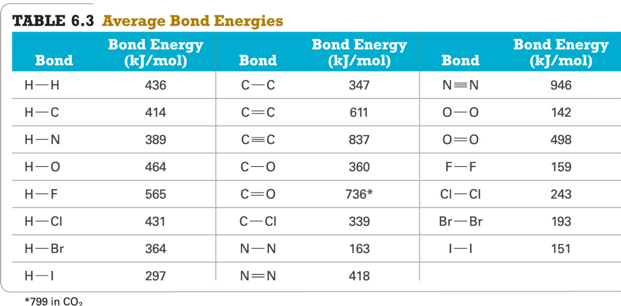 TABLE 6.3 Average Bond Energies
Bond Bond Energy (kJ/mol) Bond Bond Energy (kJ/mol) Bond Bond Energy (kJ/mol)
H—H 436 C—C 347 N≡N 946
H—C 414 C=C 611 O—O 142
H—N 389 C≡C 837 O=O 498
H—O 464 C—O 360 F—F 159
H—F 565 C=O 736* Cl—Cl 243
H—Cl 431 C—Cl 339 Br—Br 193
H—Br 364 N—N 163 I—I 151
H—I 297 N=N 418
*799 in CO₂